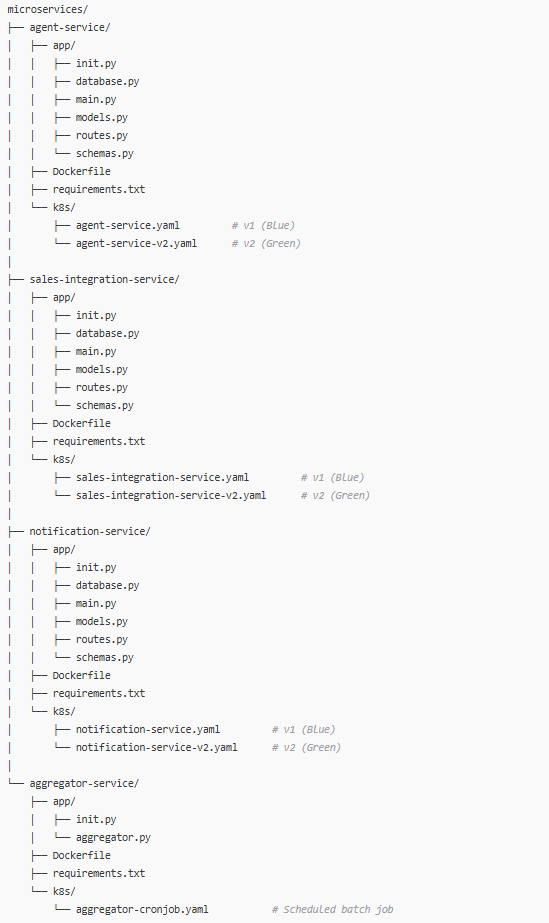 microservices/
├── agent-service/
│   ├── app/
│   │   ├── init.py
│   │   ├── database.py
│   │   ├── main.py
│   │   ├── models.py
│   │   ├── routes.py
│   │   └── schemas.py
│   ├── Dockerfile
│   ├── requirements.txt
│   └── k8s/
│       ├── agent-service.yaml         # v1 (Blue)
│       └── agent-service-v2.yaml      # v2 (Green)
│
├── sales-integration-service/
│   ├── app/
│   │   ├── init.py
│   │   ├── database.py
│   │   ├── main.py
│   │   ├── models.py
│   │   ├── routes.py
│   │   └── schemas.py
│   ├── Dockerfile
│   ├── requirements.txt
│   └── k8s/
│       ├── sales-integration-service.yaml         # v1 (Blue)
│       └── sales-integration-service-v2.yaml      # v2 (Green)
│
├── notification-service/
│   ├── app/
│   │   ├── init.py
│   │   ├── database.py
│   │   ├── main.py
│   │   ├── models.py
│   │   ├── routes.py
│   │   └── schemas.py
│   ├── Dockerfile
│   ├── requirements.txt
│   └── k8s/
│       ├── notification-service.yaml         # v1 (Blue)
│       └── notification-service-v2.yaml      # v2 (Green)
│
└── aggregator-service/
    ├── app/
    │   ├── init.py
    │   └── aggregator.py
    ├── Dockerfile
    ├── requirements.txt
    └── k8s/
        └── aggregator-cronjob.yaml           # Scheduled batch job